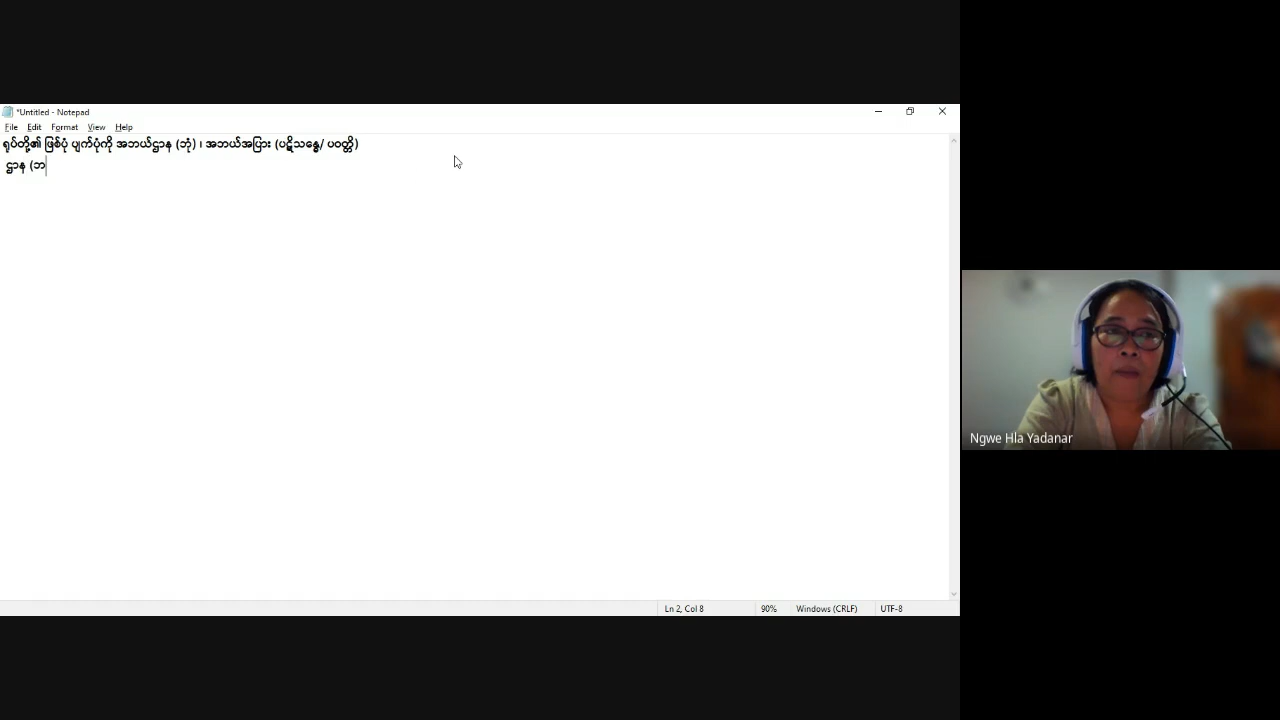 *Untitled - Notepad
File Edit Format View Help
ရုပ်တို့၏ ဖြစ်ပုံ ပျက်ပုံကို အဘယ်ဌာန (ဘုံ) ၊ အဘယ်အပြား (ပဋိသန္ဓေ/ ပဝတ္တိ)
ဌာန (ဘ
Ngwe Hla Yadanar
Ln 2, Col 8 90% Windows (CRLF) UTF-8